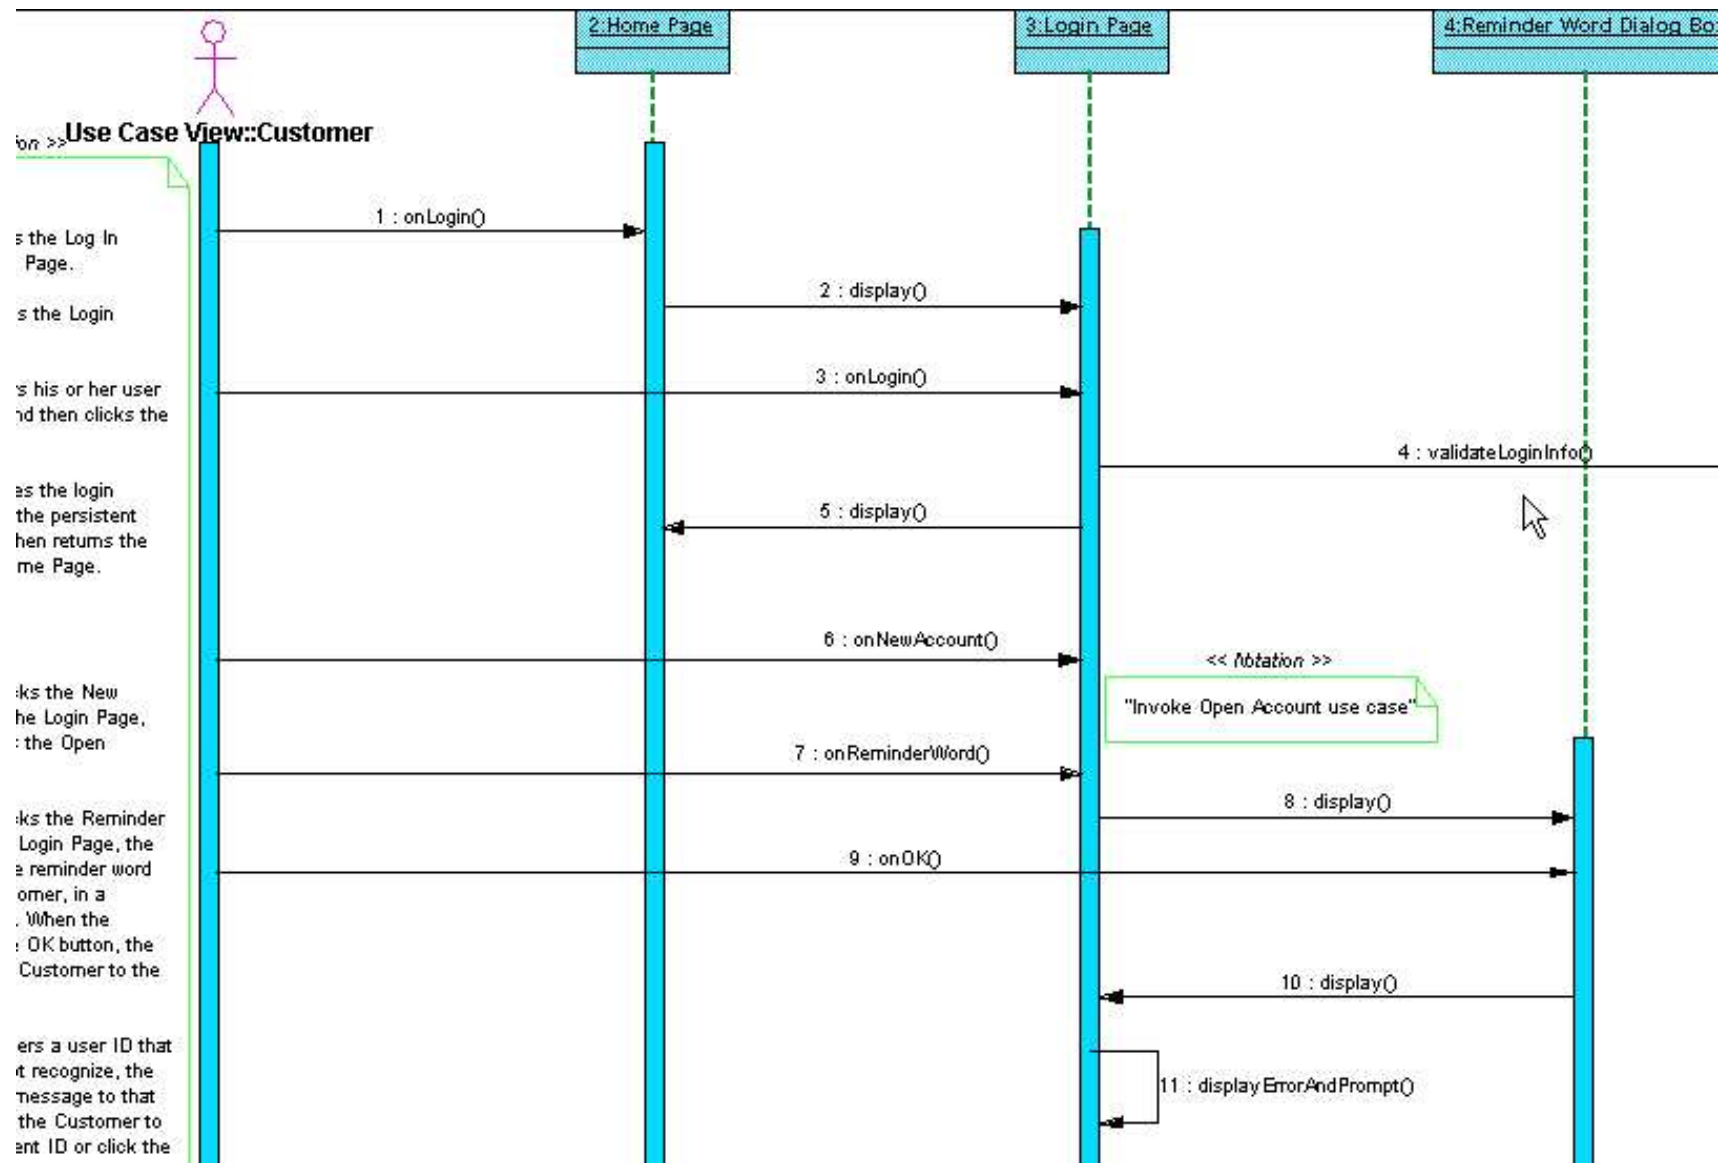 2:Home Page
3:Login Page
4:Reminder Word Dialog Bo
Use Case View::Customer
on >>
1 : onLogin()
s the Log In
Page.
2 : display()
s the Login
3 : onLogin()
s his or her user
nd then clicks the
4 : validateLoginInfo()
es the login
the persistent
hen returns the
me Page.
5 : display()
6 : onNewAccount()
<< Notation >>
"Invoke Open Account use case"
cks the New
he Login Page,
the Open
7 : onReminderWord()
8 : display()
cks the Reminder
Login Page, the
e reminder word
omer, in a
. When the
OK button, the
Customer to the
9 : onOK()
10 : display()
ers a user ID that
ot recognize, the
message to that
the Customer to
ent ID or click the
11 : displayErrorAndPrompt()